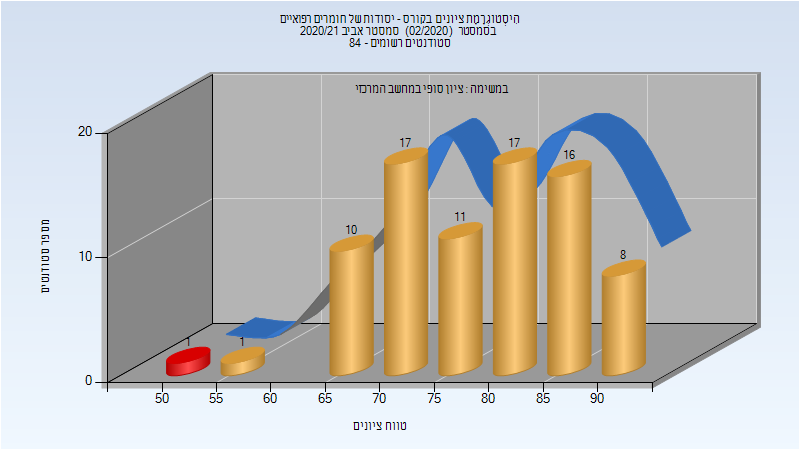 היסטוגרמת ציונים בקורס - יסודות של חומרים רפואיים
בסמסטר (02/2020) סמסטר אביב 2020/21
סטודנטים רשומים - 84
במשימה : ציון סופי במחשב המרכזי
מספר סטודנטים
20
10
0
1
1
10
17
11
17
16
8
50 55 60 65 70 75 80 85 90
טווח ציונים